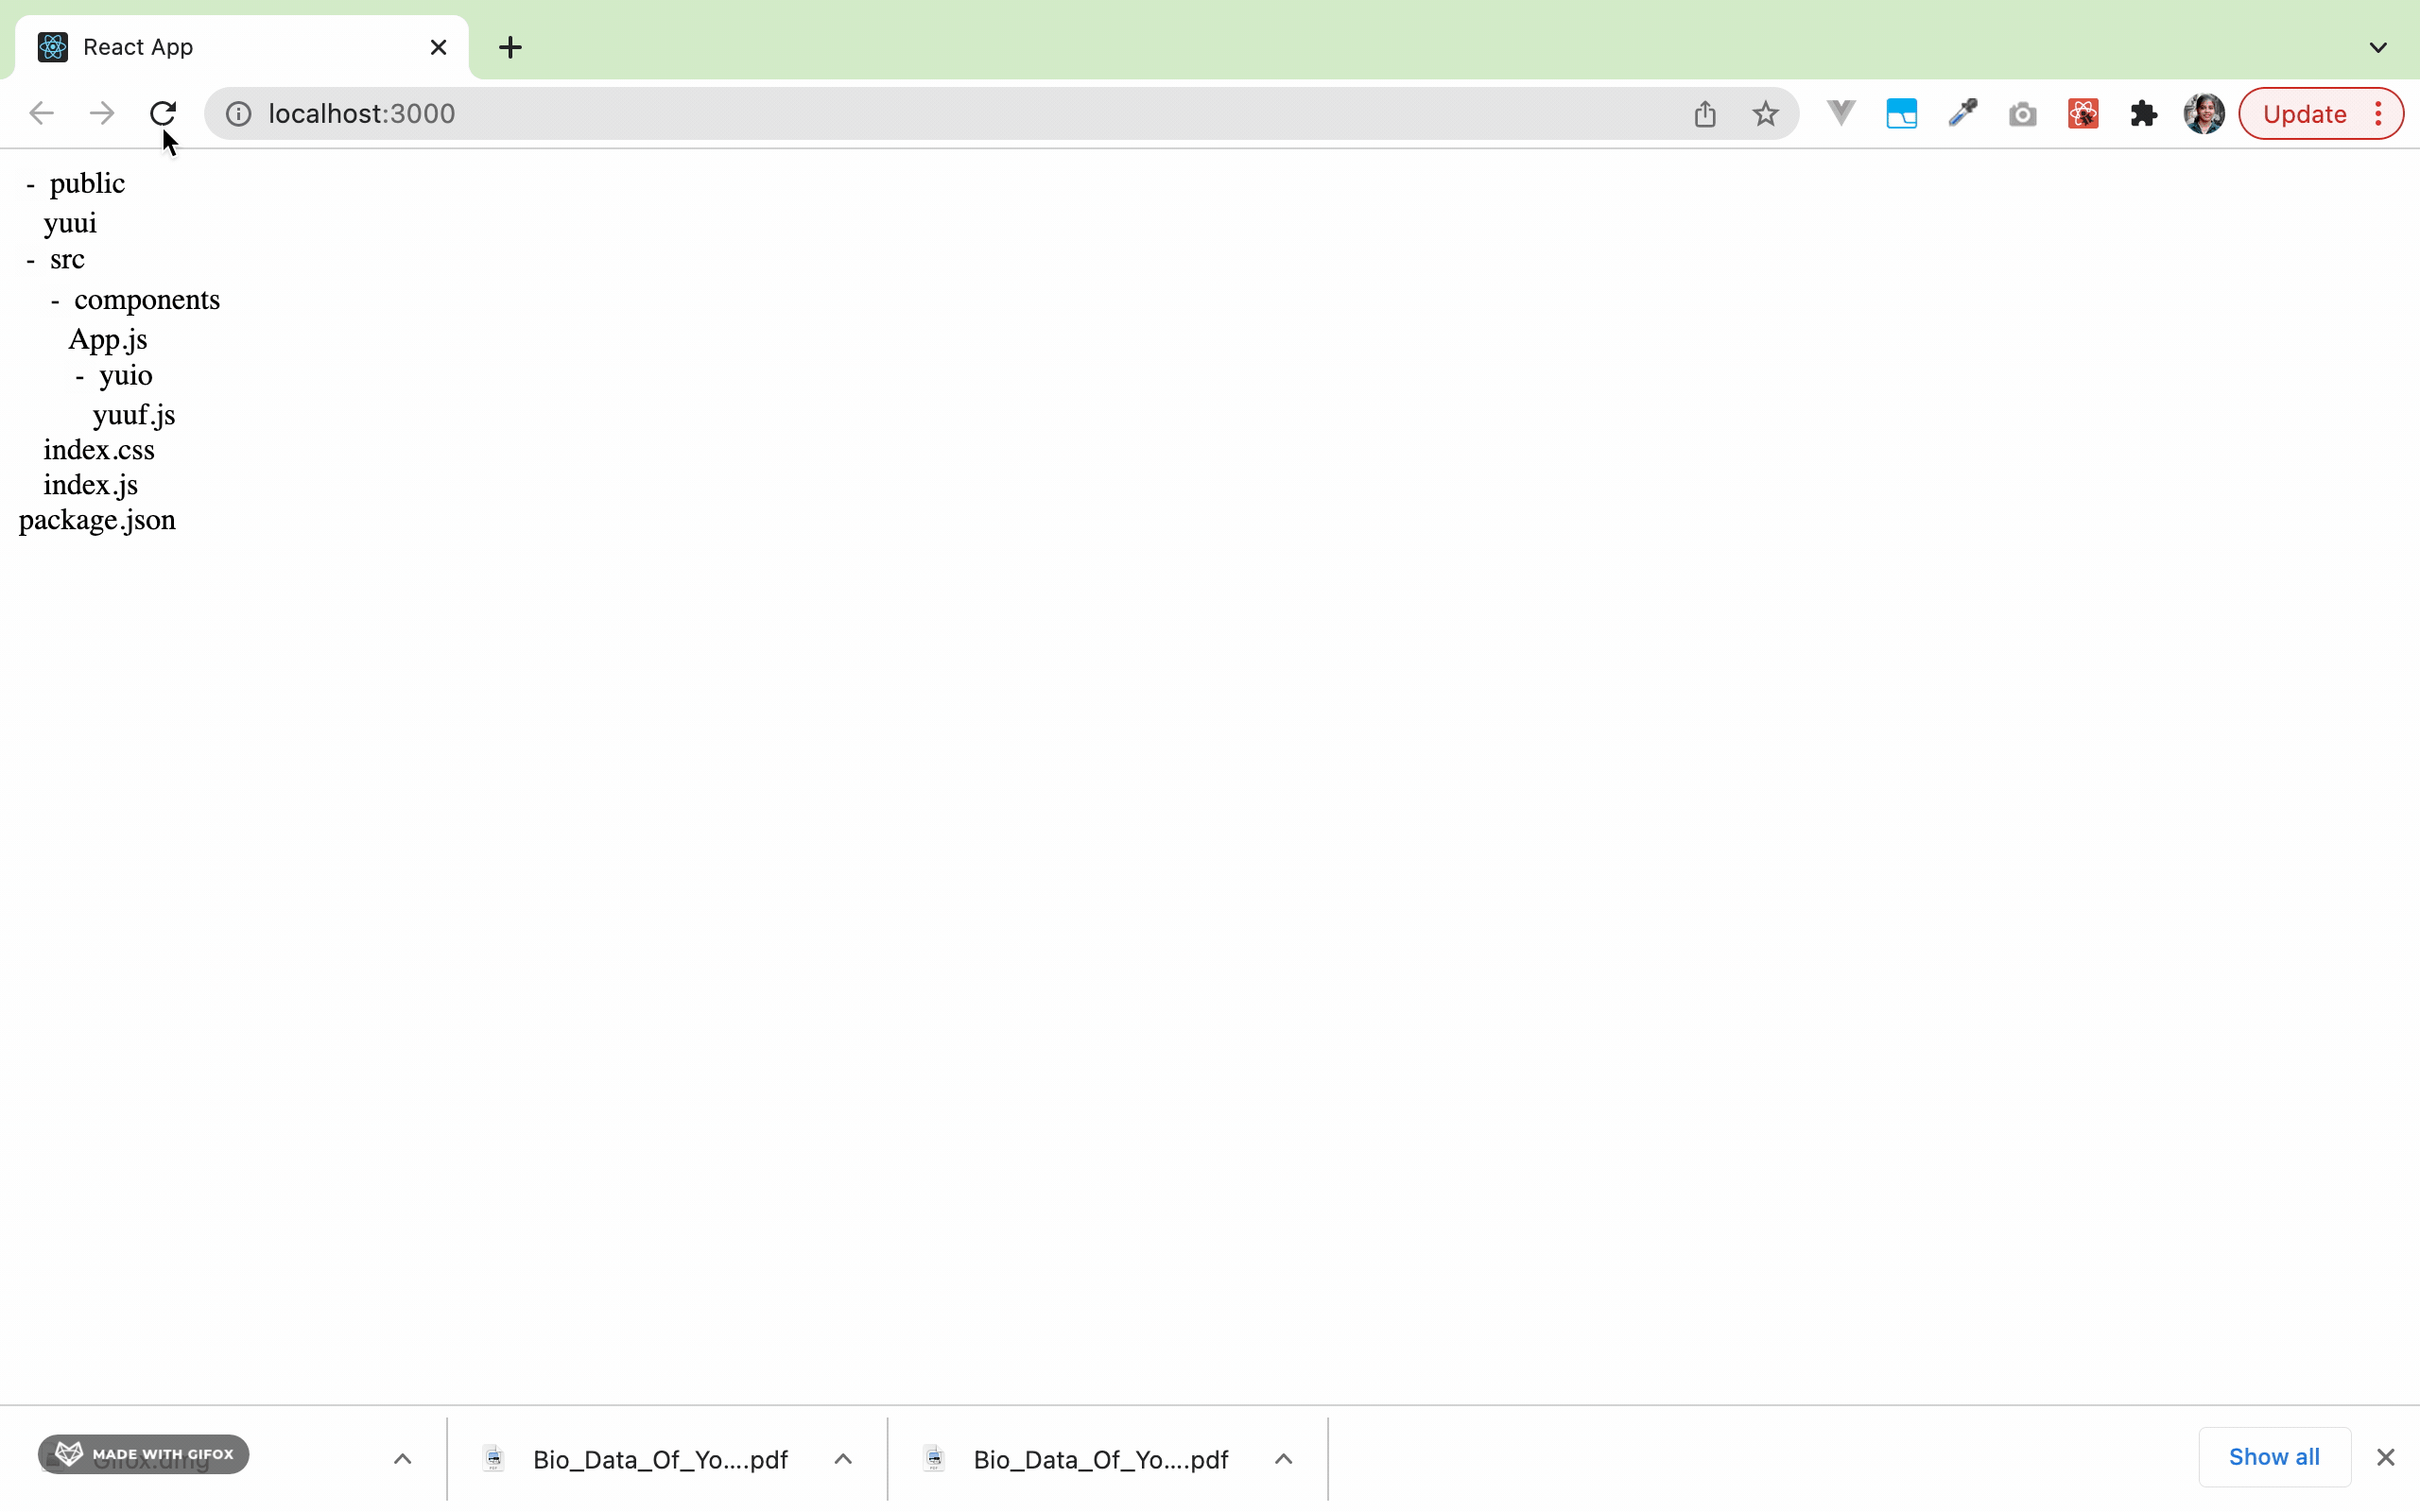 React App
localhost:3000
Update
- public
yuui
- src
- components
App.js
- yuio
yuuf.js
index.css
index.js
package.json
MADE WITH GIFOX
Gifox.dmg
Bio_Data_Of_Yo....pdf
Bio_Data_Of_Yo....pdf
Show all